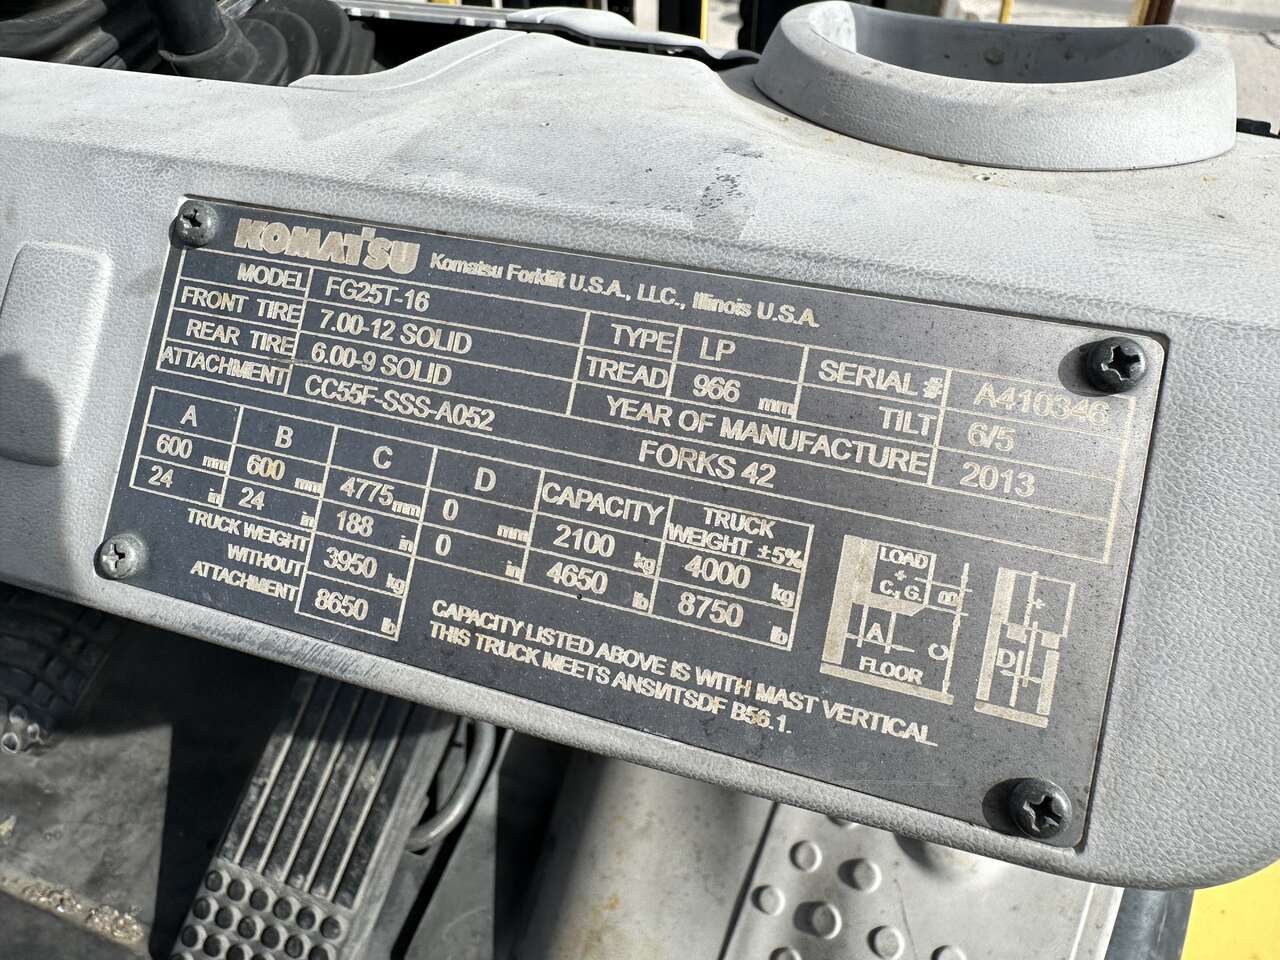 KOMATSU Komatsu Forklift U.S.A., LLC., Illinois U.S.A.
MODEL FG25T-16 TYPE LP SERIAL # A410346
FRONT TIRE 7.00-12 SOLID TREAD 966 mm TILT 6/5
REAR TIRE 6.00-9 SOLID YEAR OF MANUFACTURE 2013
ATTACHMENT CC55F-SSS-A052 FORKS 42
A B C D CAPACITY TRUCK WEIGHT ±5%
600 mm 600 mm 4775 mm 0 mm 2100 kg 4000 kg
24 in 24 in 188 in 0 in 4650 lb 8750 lb
TRUCK WEIGHT
WITHOUT
ATTACHMENT
3950 kg
8650 lb
CAPACITY LISTED ABOVE IS WITH MAST VERTICAL
THIS TRUCK MEETS ANSI/ITSDF B56.1.
LOAD
C. G. B
A C
FLOOR
D